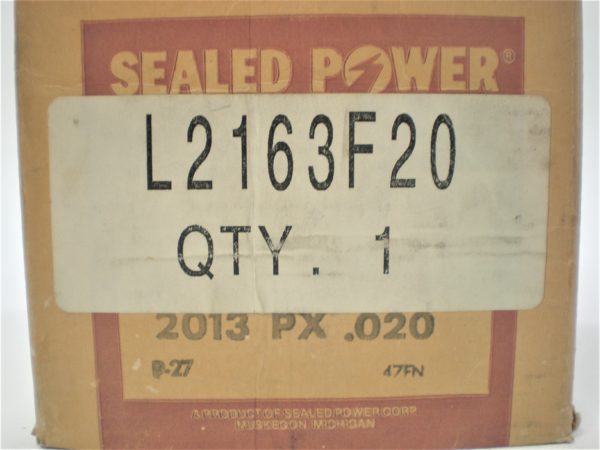 SEALED POWER®
L2163F20
QTY. 1
2013 PX .020
P-27 47FN
A PRODUCT OF SEALED POWER CORP.
MUSKEGON MICHIGAN